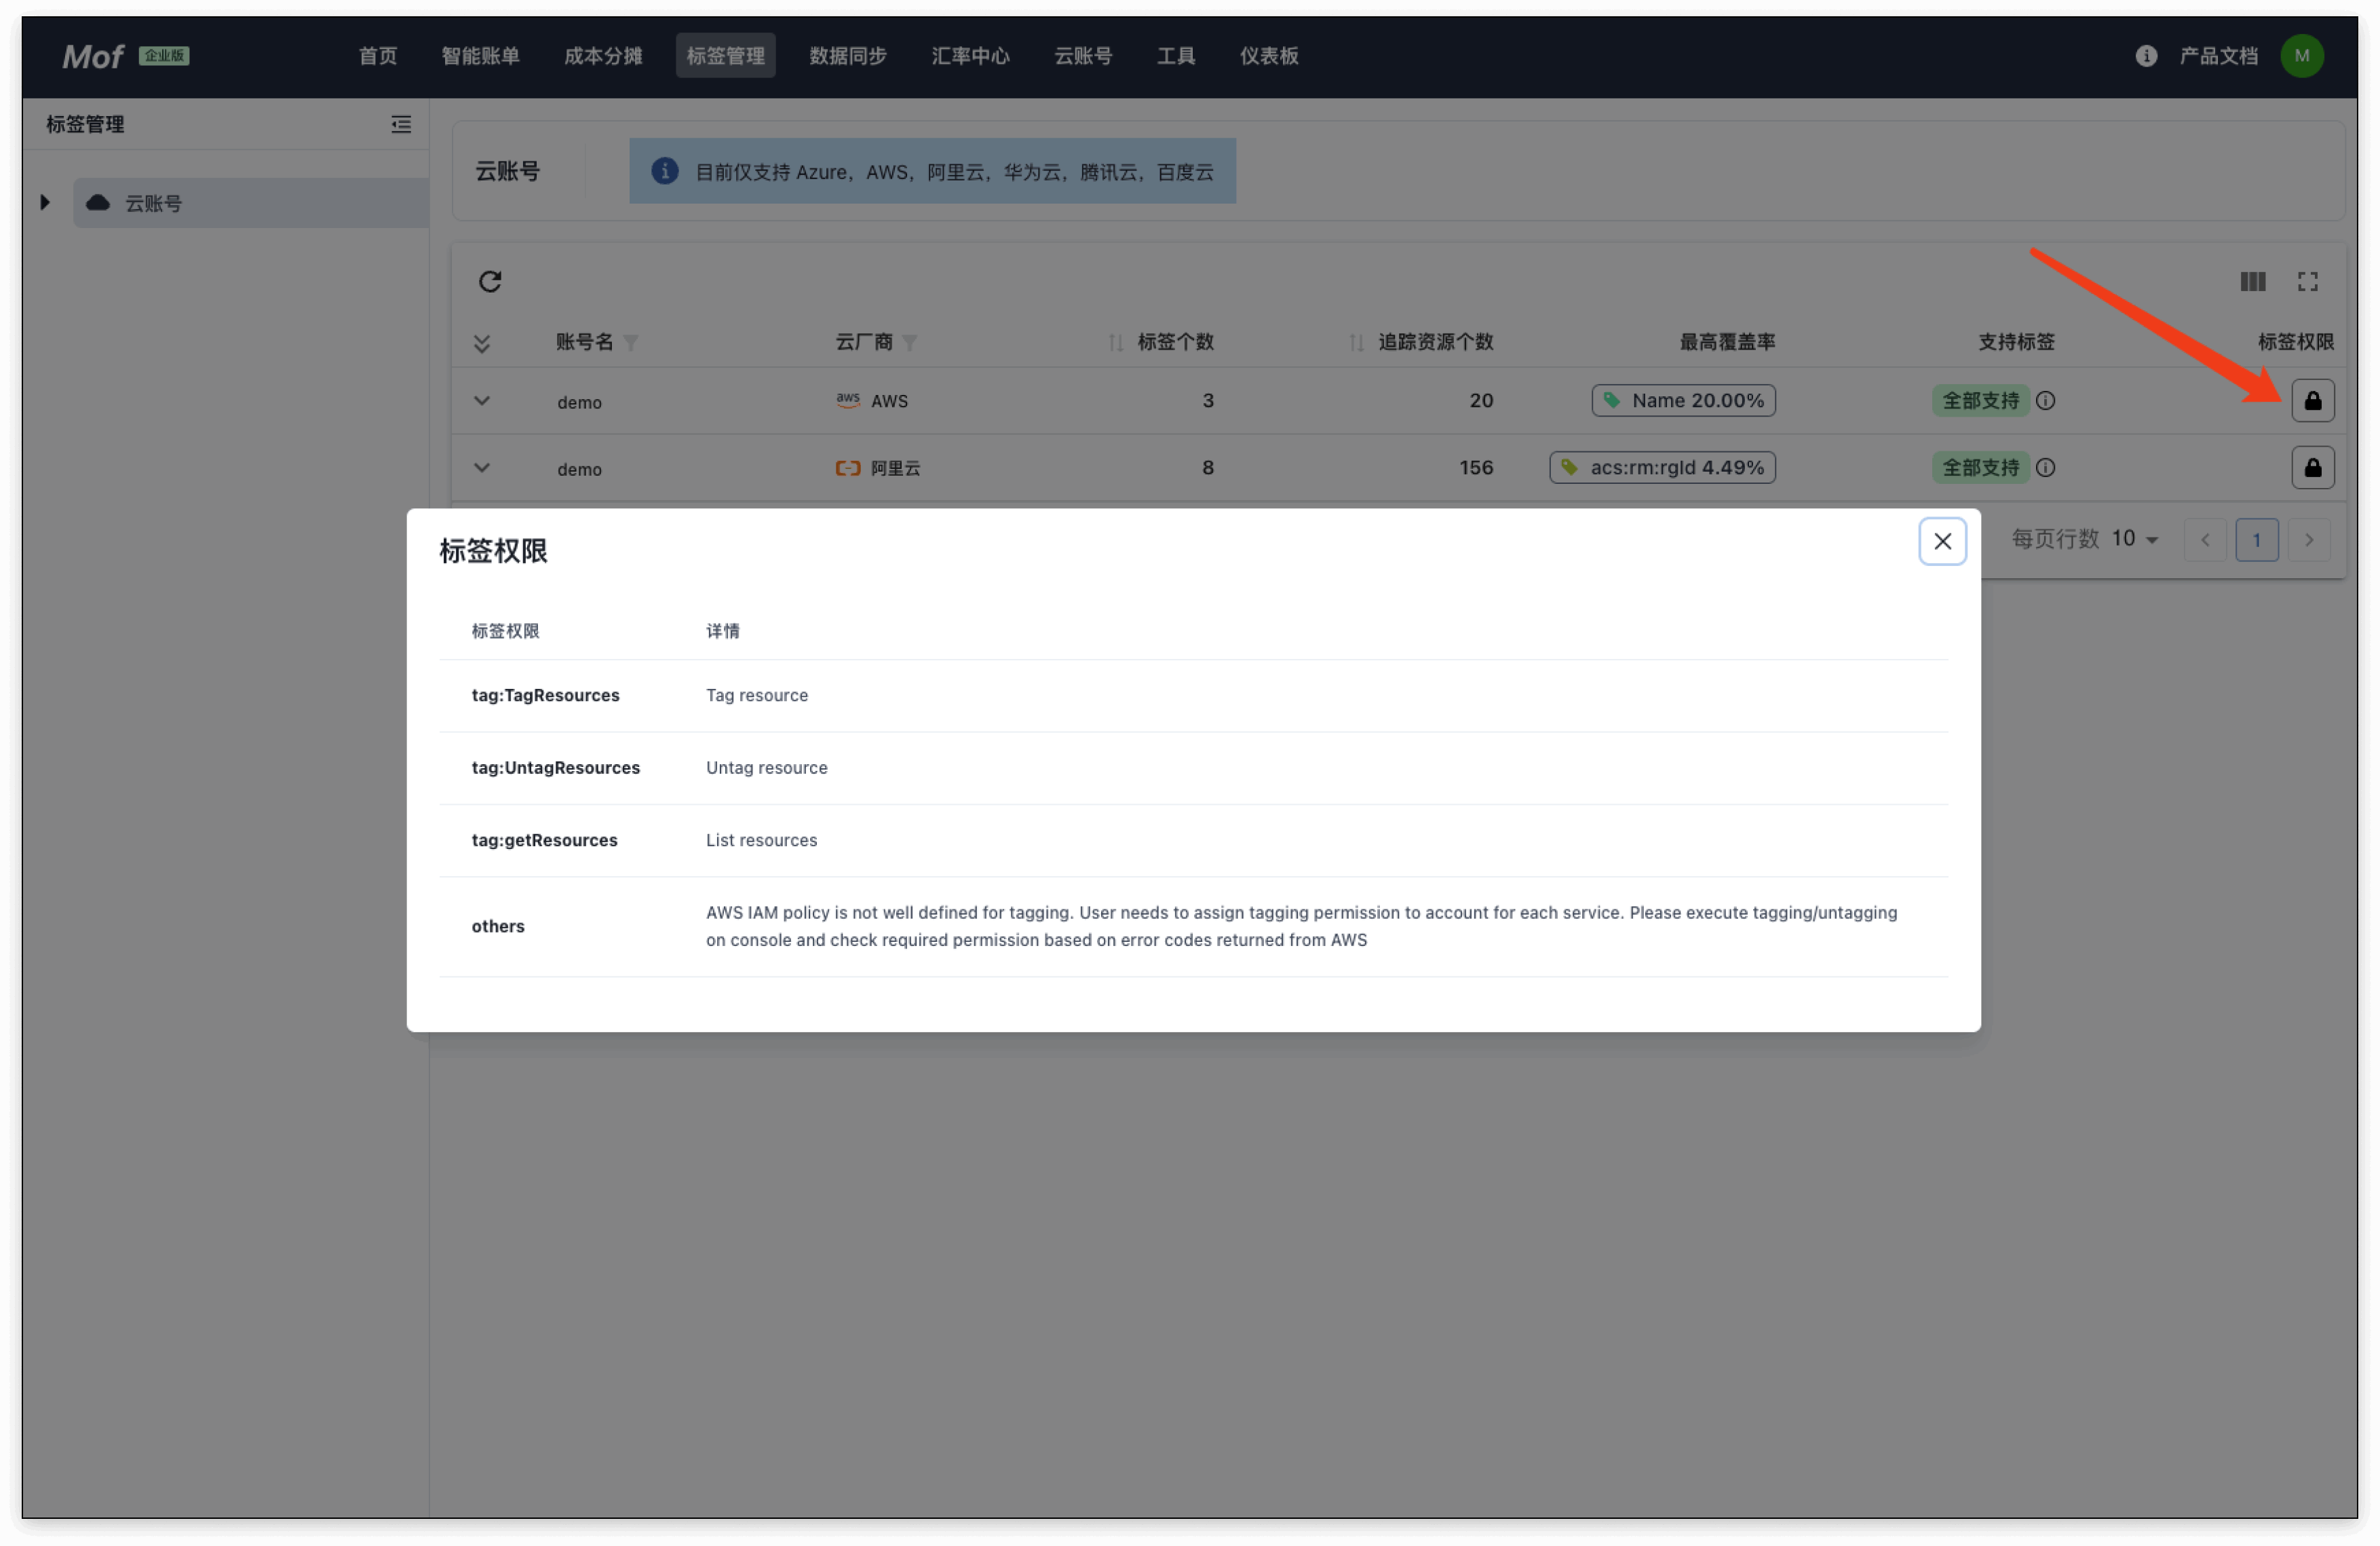 Mof 企业版 首页 智能账单 成本分摊 标签管理 数据同步 汇率中心 云账号 工具 仪表板 产品文档 M
标签管理
云账号
云账号 目前仅支持 Azure，AWS，阿里云，华为云，腾讯云，百度云
账号名 云厂商 标签个数 追踪资源个数 最高覆盖率 支持标签 标签权限
demo aws AWS 3 20 Name 20.00% 全部支持
demo 阿里云 8 156 acs:rm:rgId 4.49% 全部支持
每页行数 10 1
标签权限
标签权限 详情
tag:TagResources Tag resource
tag:UntagResources Untag resource
tag:getResources List resources
others AWS IAM policy is not well defined for tagging. User needs to assign tagging permission to account for each service. Please execute tagging/untagging
on console and check required permission based on error codes returned from AWS